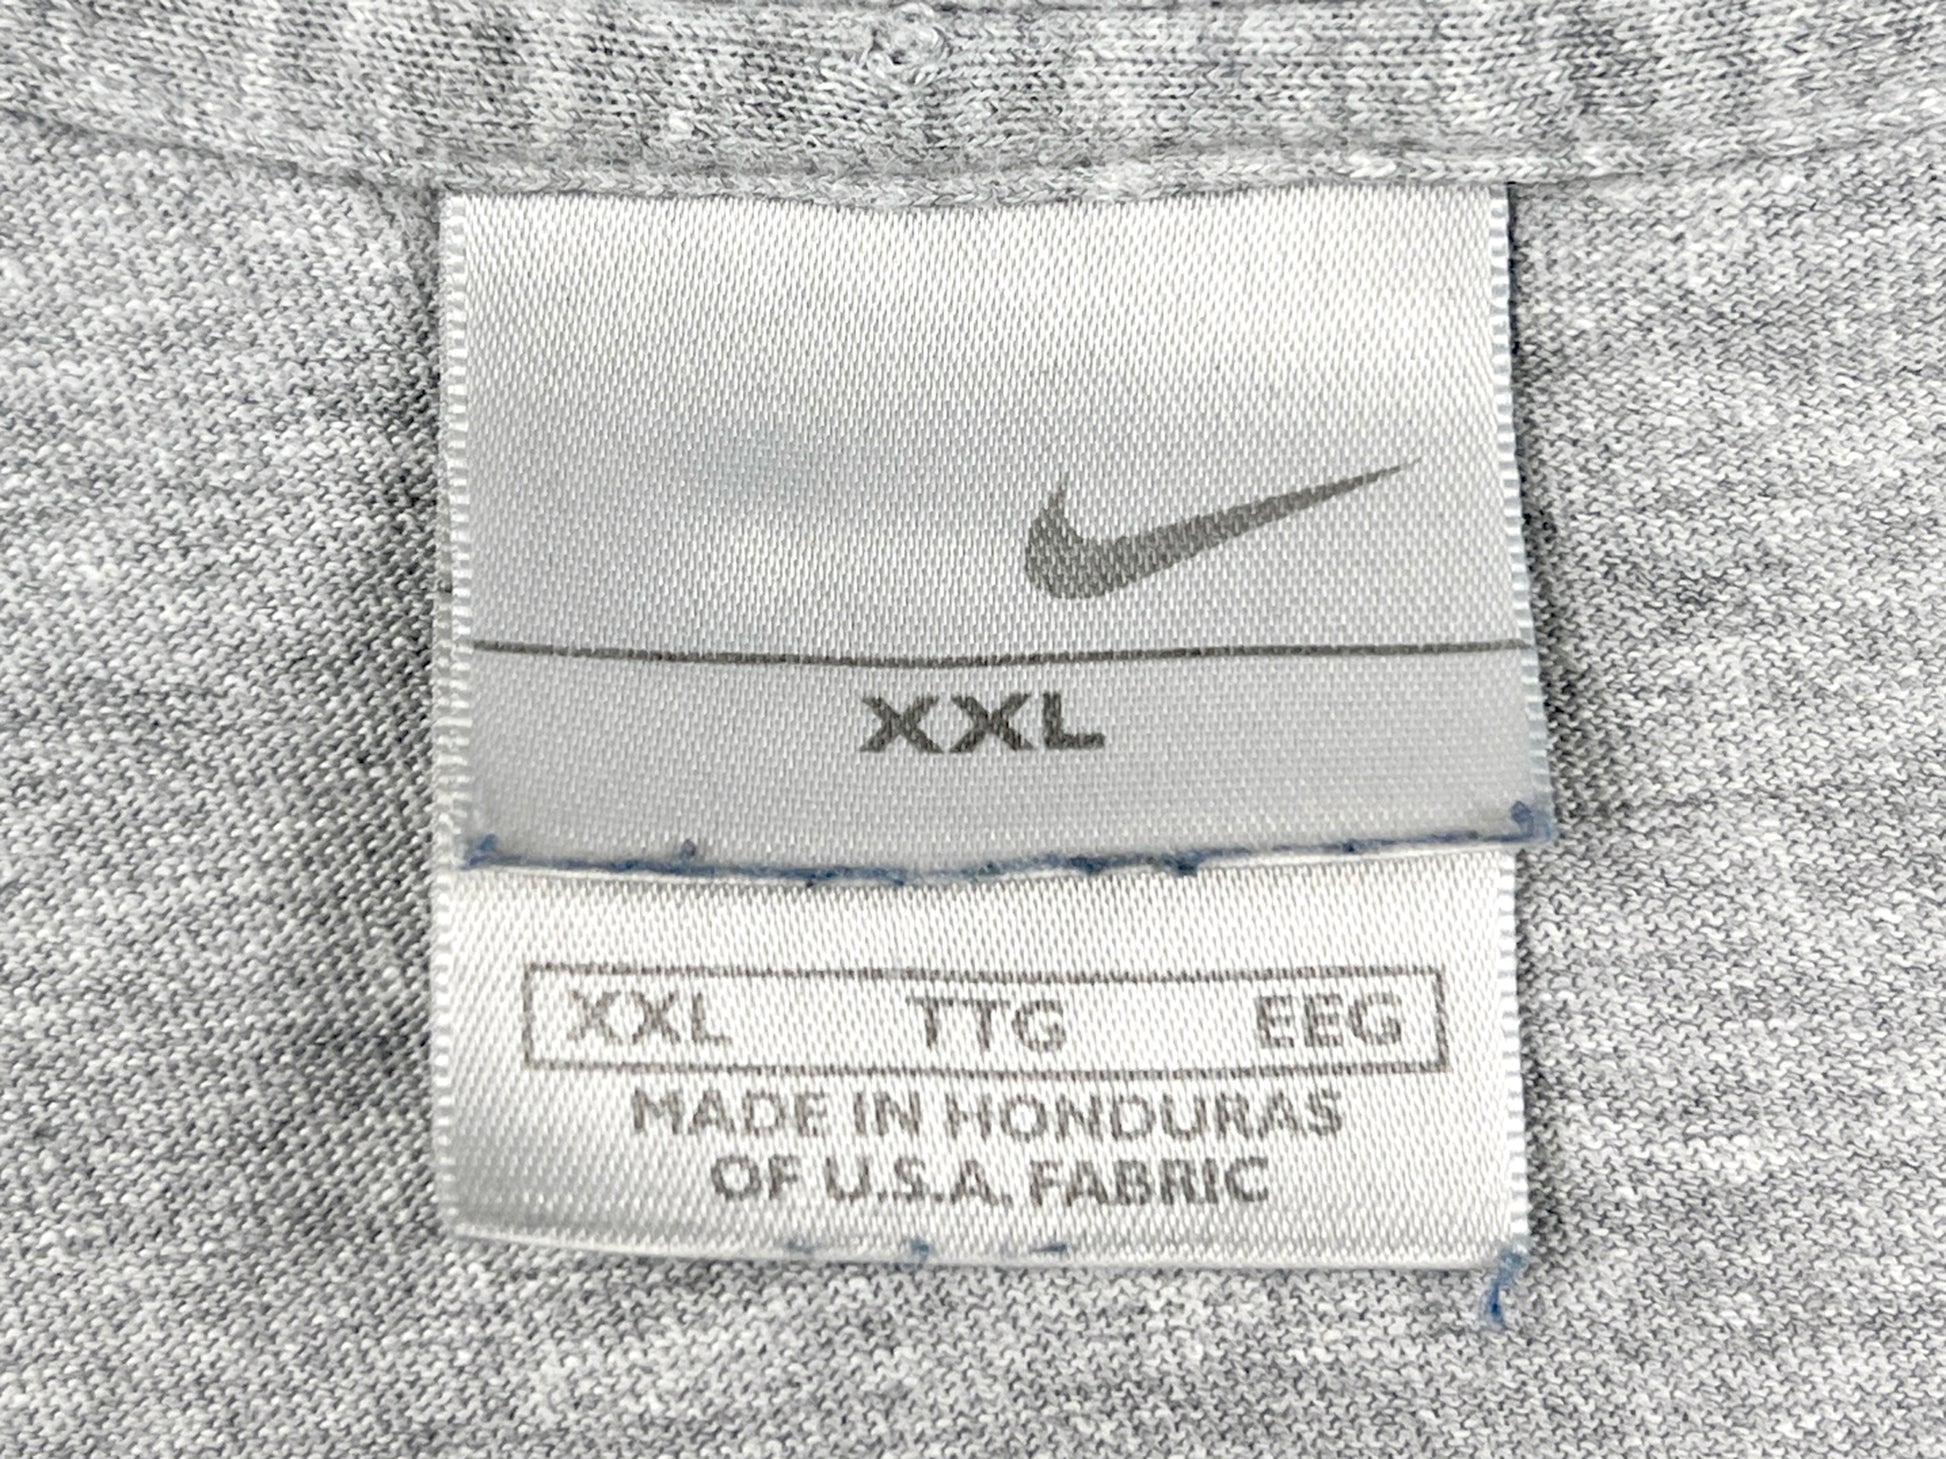 XXL
XXL TTG EEG
MADE IN HONDURAS
OF U.S.A. FABRIC